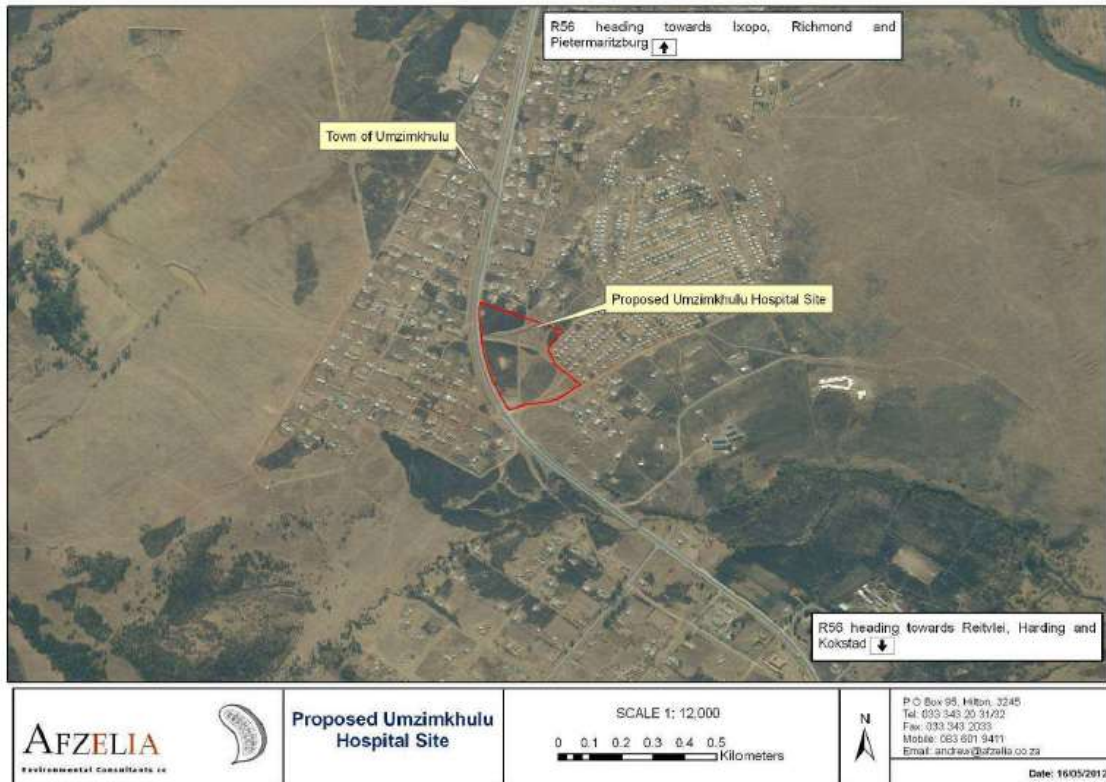 R56 heading towards Ixopo, Richmond and
Pietermaritzburg
Town of Umzimkhulu
Proposed Umzimkhulu Hospital Site
R56 heading towards Reitvlei, Harding and
Kokstad
AFZELIA
Environmental Consultants cc
Proposed Umzimkhulu
Hospital Site
SCALE 1: 12,000
0 0.1 0.2 0.3 0.4 0.5
Kilometers
N
P O Box 95, Hilton, 3245
Tel: 033 343 20 31/32
Fax: 033 343 2033
Mobile: 083 601 9411
Email: andrew@afzelia.co.za
Date: 16/05/2012